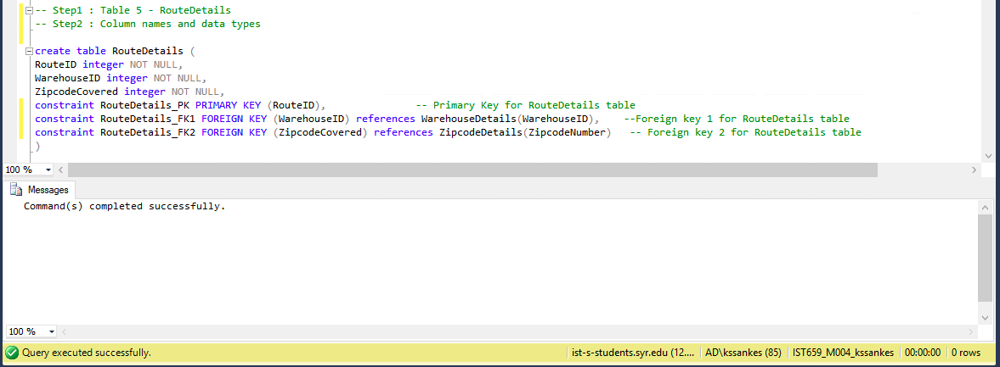 -- Step1 : Table 5 - RouteDetails
-- Step2 : Column names and data types
create table RouteDetails (
RouteID integer NOT NULL,
WarehouseID integer NOT NULL,
ZipcodeCovered integer NOT NULL,
constraint RouteDetails_PK PRIMARY KEY (RouteID), -- Primary Key for RouteDetails table
constraint RouteDetails_FK1 FOREIGN KEY (WarehouseID) references WarehouseDetails(WarehouseID), --Foreign key 1 for RouteDetails table
constraint RouteDetails_FK2 FOREIGN KEY (ZipcodeCovered) references ZipcodeDetails(ZipcodeNumber) -- Foreign key 2 for RouteDetails table
)
100 %
Messages
Command(s) completed successfully.
100 %
Query executed successfully. ist-s-students.syr.edu (12.... AD\kssankes (85) IST659_M004_kssankes 00:00:00 0 rows